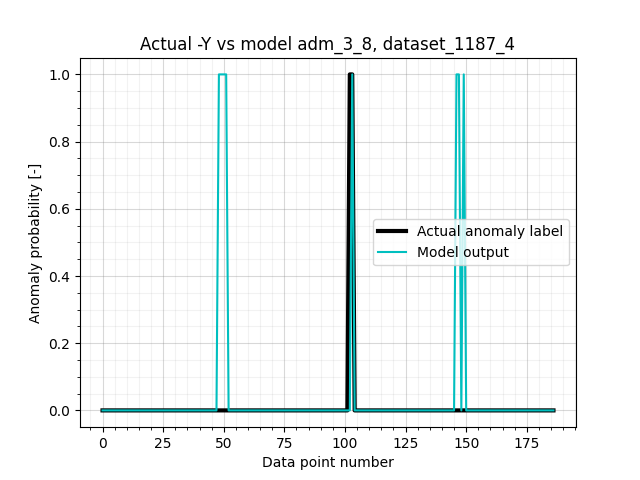 Actual -Y vs model adm_3_8, dataset_1187_4
1.0
0.8
0.6
0.4
0.2
0.0
Anomaly probability [-]
Actual anomaly label
Model output
0 25 50 75 100 125 150 175
Data point number